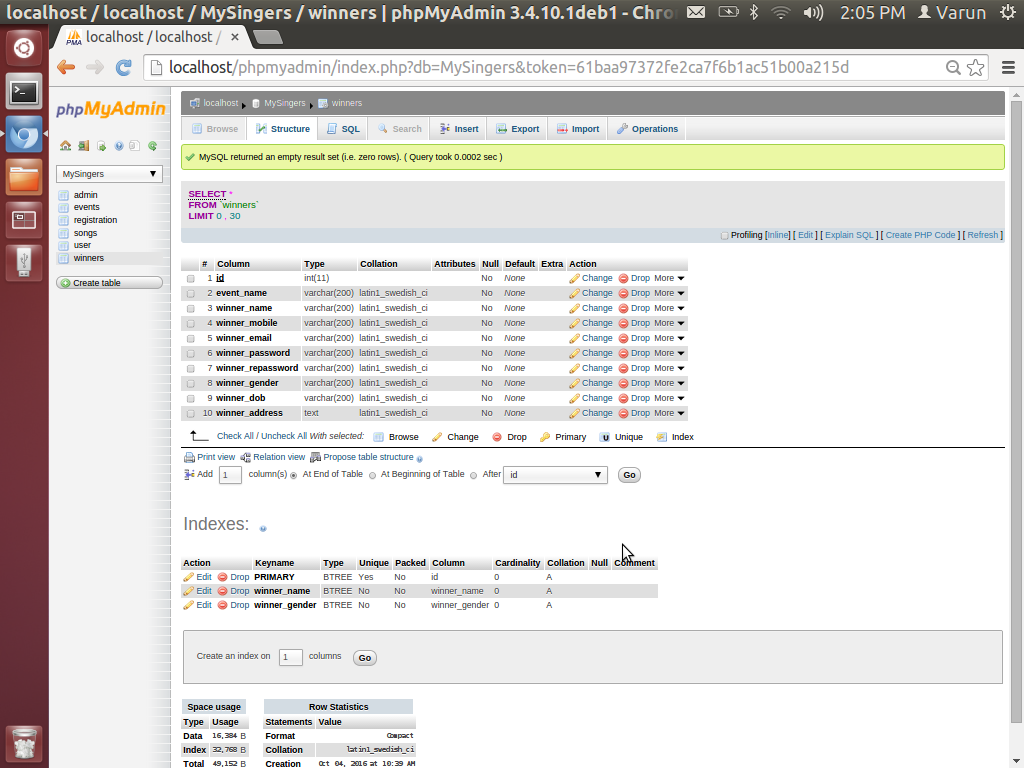 localhost / localhost / MySingers / winners | phpMyAdmin 3.4.10.1deb1 - Chro
2:05 PM Varun
PMA localhost / localhost /
localhost/phpmyadmin/index.php?db=MySingers&token=61baa97372fe2ca7f6b1ac51b00a215d
phpMyAdmin
MySingers
admin
events
registration
songs
user
winners
Create table
localhost MySingers winners
Browse Structure SQL Search Insert Export Import Operations
MySQL returned an empty result set (i.e. zero rows). ( Query took 0.0002 sec )
SELECT *
FROM `winners`
LIMIT 0 , 30
Profiling [Inline] [ Edit ] [ Explain SQL ] [ Create PHP Code ] [ Refresh ]
# Column Type Collation Attributes Null Default Extra Action
1 id int(11) No None Change Drop More
2 event_name varchar(200) latin1_swedish_ci No None Change Drop More
3 winner_name varchar(200) latin1_swedish_ci No None Change Drop More
4 winner_mobile varchar(200) latin1_swedish_ci No None Change Drop More
5 winner_email varchar(200) latin1_swedish_ci No None Change Drop More
6 winner_password varchar(200) latin1_swedish_ci No None Change Drop More
7 winner_repassword varchar(200) latin1_swedish_ci No None Change Drop More
8 winner_gender varchar(200) latin1_swedish_ci No None Change Drop More
9 winner_dob varchar(200) latin1_swedish_ci No None Change Drop More
10 winner_address text latin1_swedish_ci No None Change Drop More
Check All / Uncheck All With selected: Browse Change Drop Primary Unique Index
Print view Relation view Propose table structure
Add 1 column(s) At End of Table At Beginning of Table After id Go
Indexes:
Action Keyname Type Unique Packed Column Cardinality Collation Null Comment
Edit Drop PRIMARY BTREE Yes No id 0 A
Edit Drop winner_name BTREE No No winner_name 0 A
Edit Drop winner_gender BTREE No No winner_gender 0 A
Create an index on 1 columns Go
Space usage
Type Usage
Data 16,384 B
Index 32,768 B
Total 49,152 B
Row Statistics
Statements Value
Format Compact
Collation latin1_swedish_ci
Creation Oct 04, 2016 at 10:39 AM